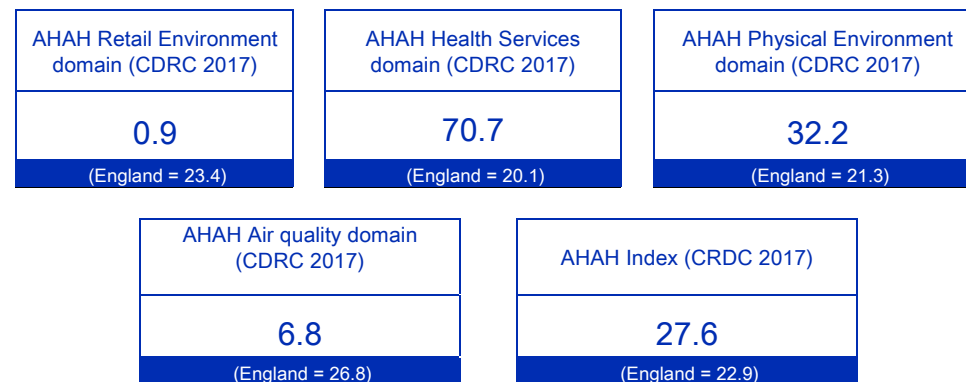 AHAH Retail Environment
domain (CDRC 2017)
0.9
(England = 23.4)
AHAH Health Services
domain (CDRC 2017)
70.7
(England = 20.1)
AHAH Physical Environment
domain (CDRC 2017)
32.2
(England = 21.3)
AHAH Air quality domain
(CDRC 2017)
6.8
(England = 26.8)
AHAH Index (CRDC 2017)
27.6
(England = 22.9)